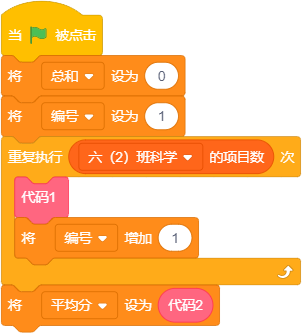 当 被点击
将 总和 设为 0
将 编号 设为 1
重复执行 六（2）班科学 的项目数 次
代码1
将 编号 增加 1
将 平均分 设为 代码2